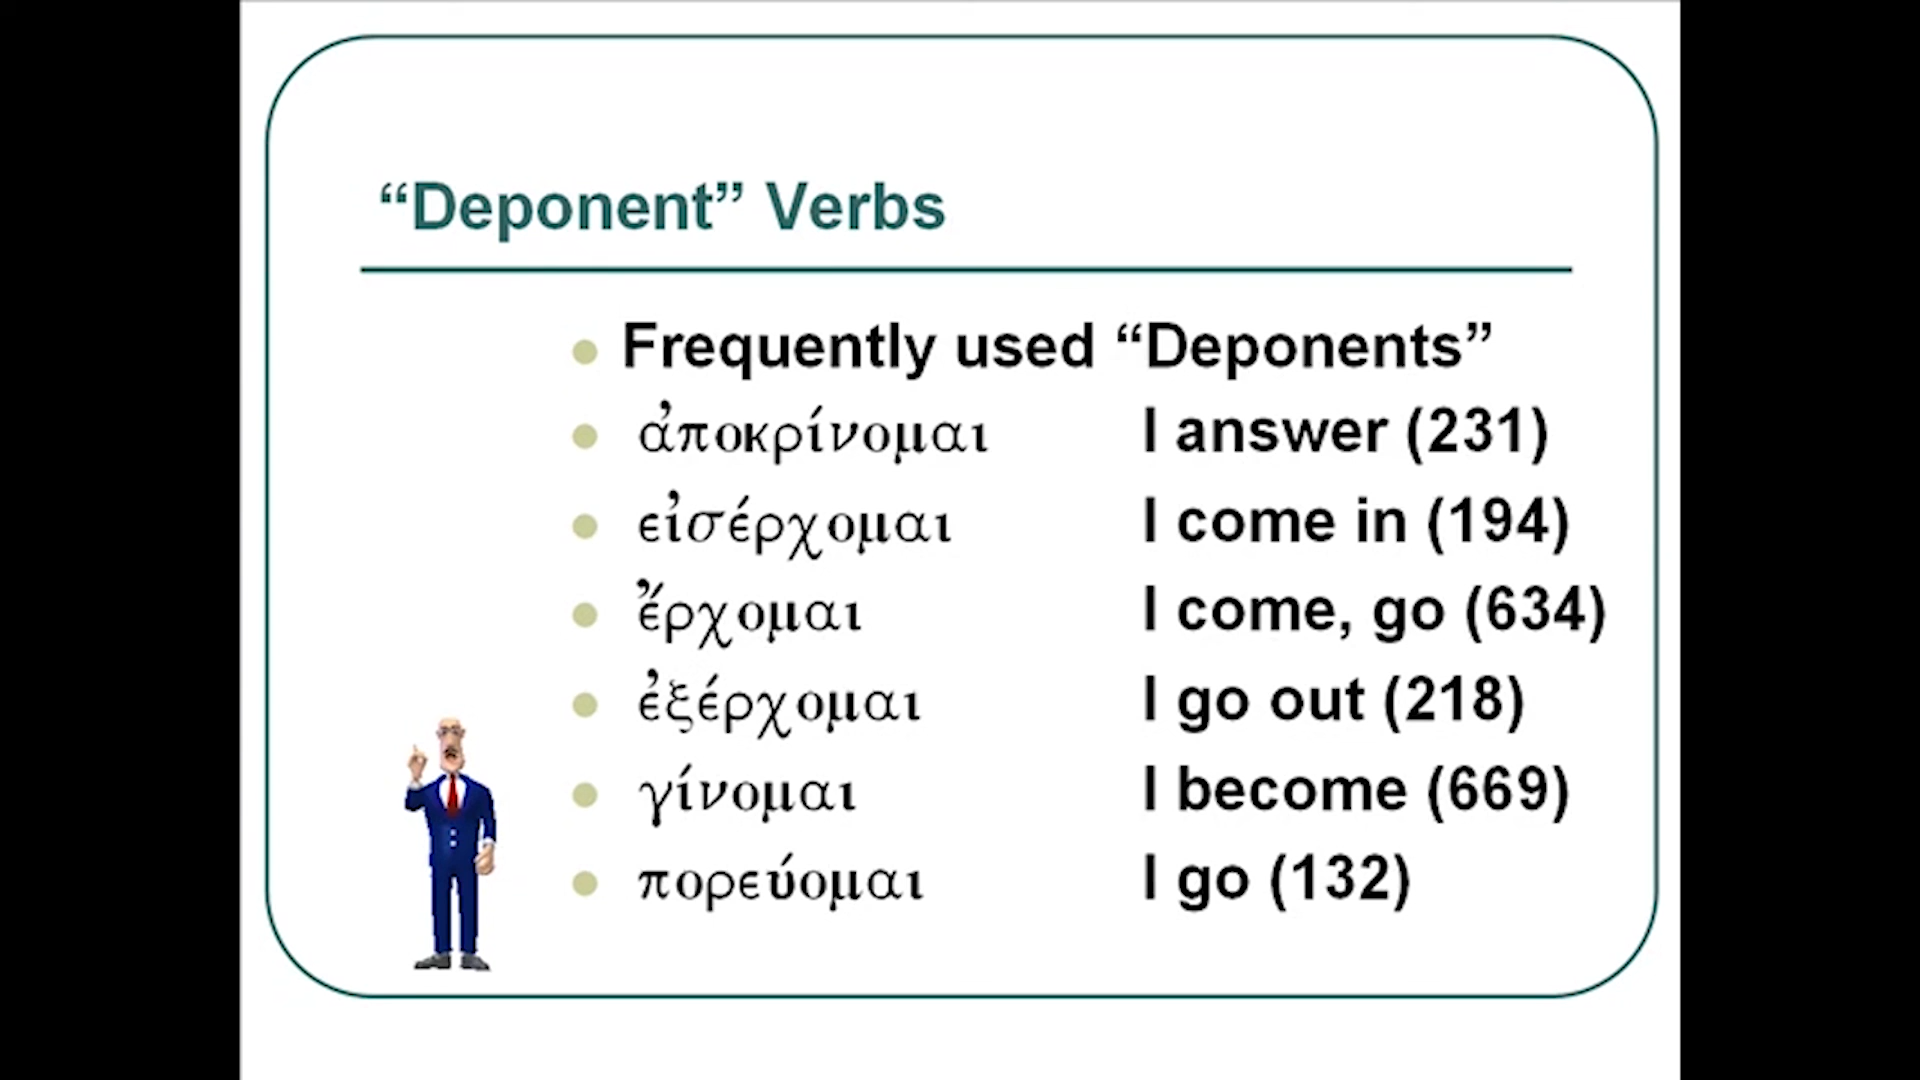 “Deponent” Verbs
Frequently used “Deponents”
ἀποκρίνομαι I answer (231)
εἰσέρχομαι I come in (194)
ἔρχομαι I come, go (634)
ἐξέρχομαι I go out (218)
γίνομαι I become (669)
πορεύομαι I go (132)